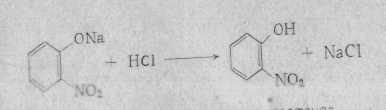 ONa
+ HCl
NO₂
OH
+ NaCl
NO₂